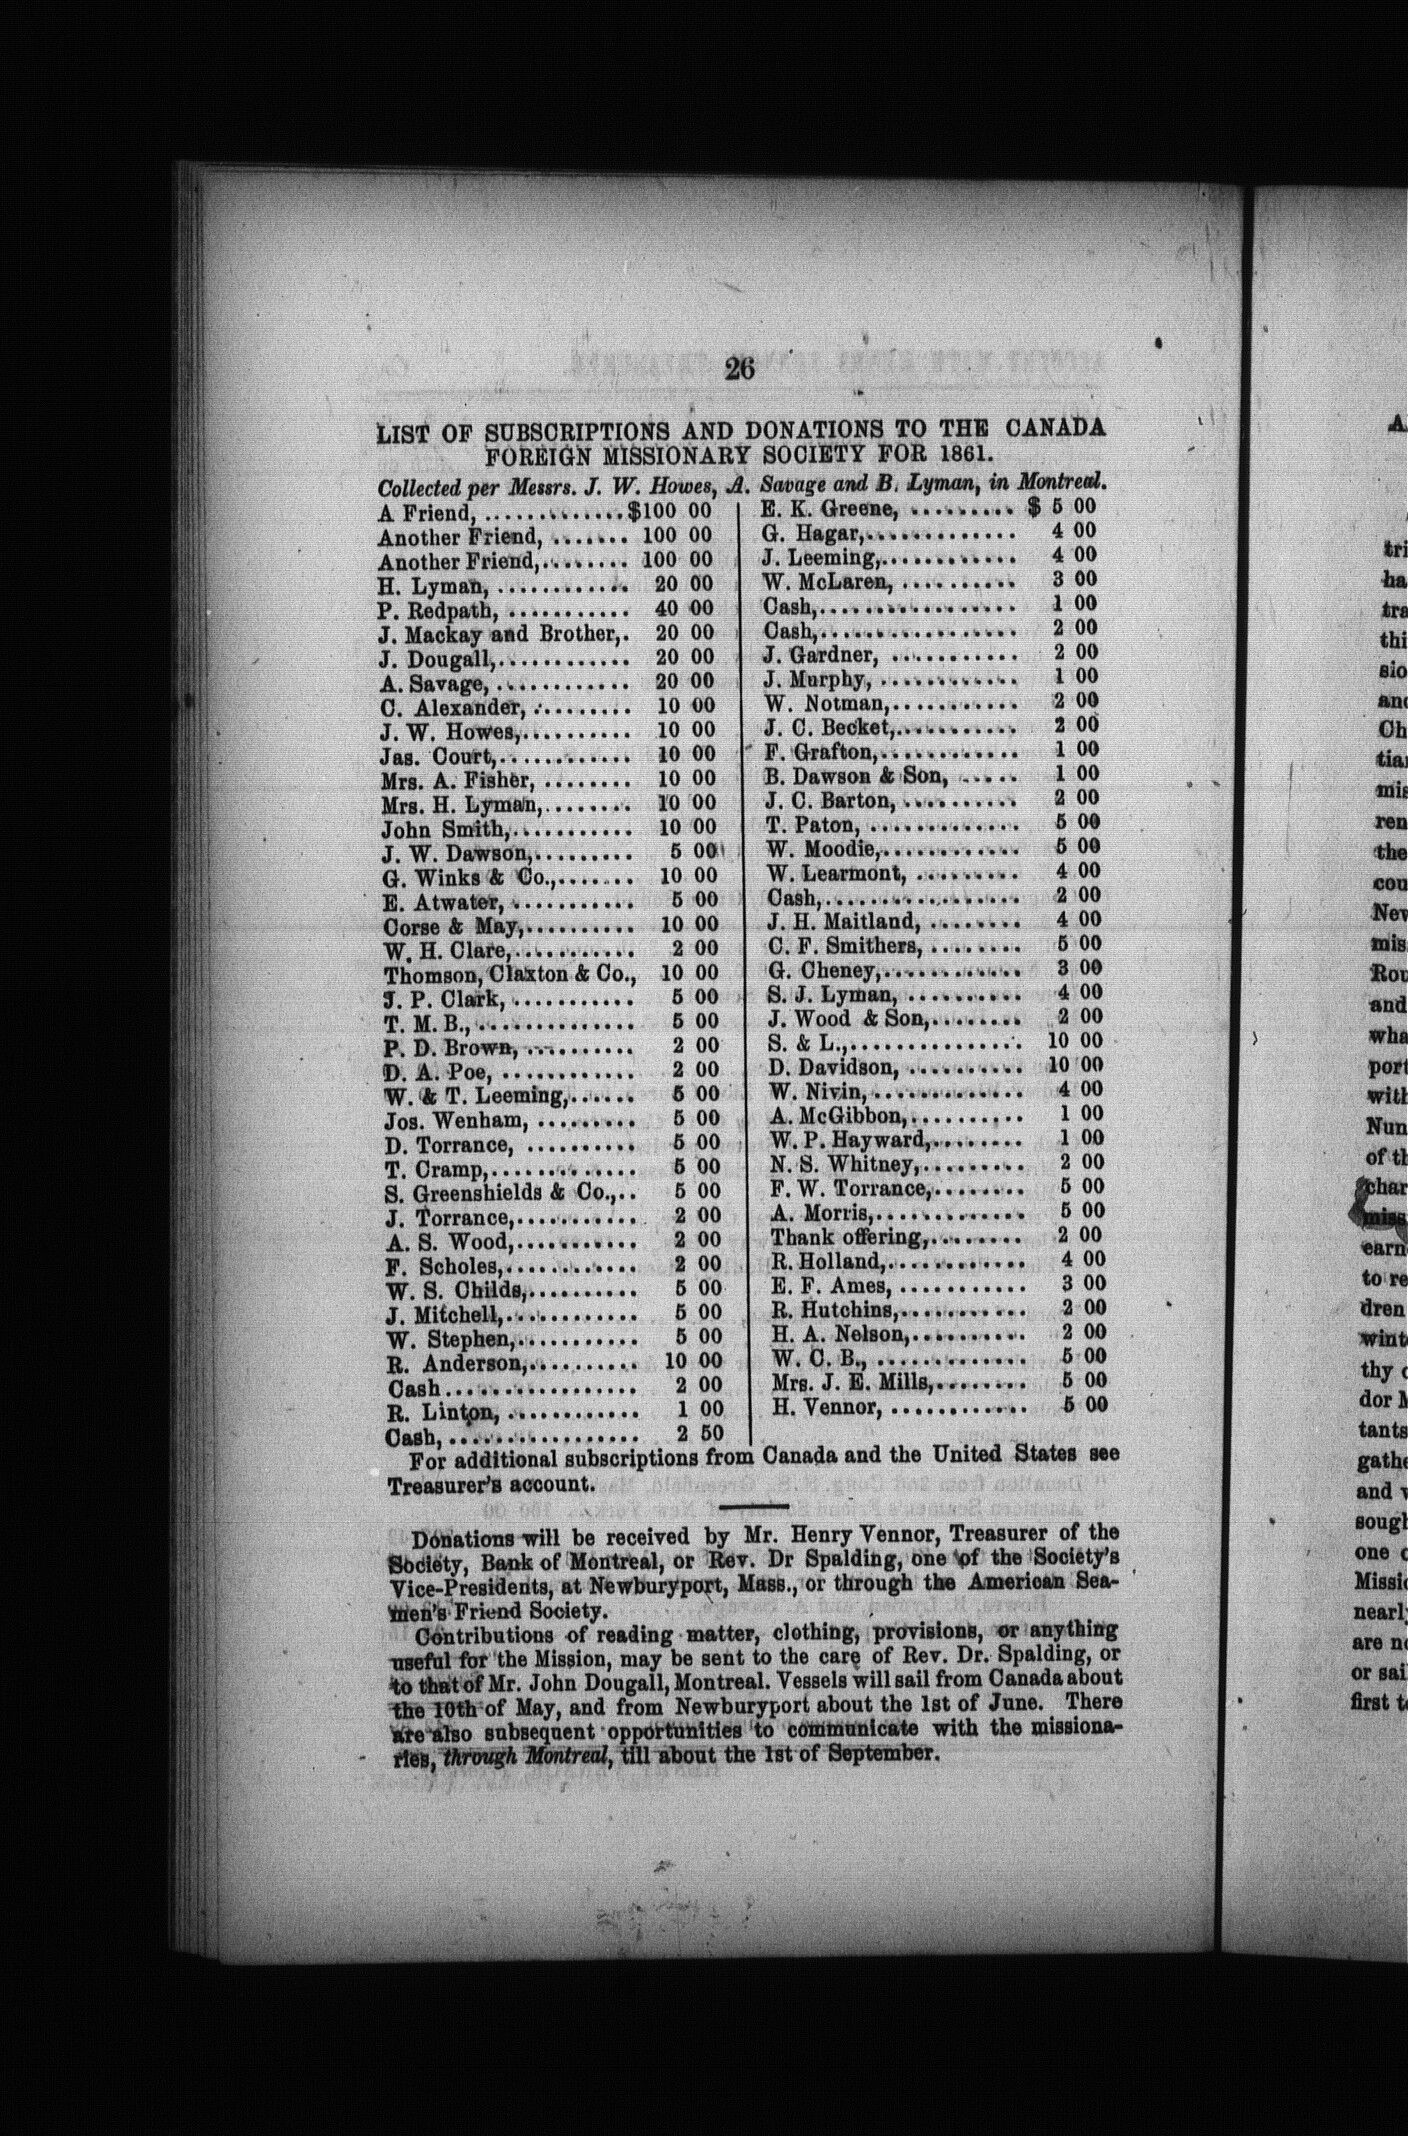 26
LIST OF SUBSCRIPTIONS AND DONATIONS TO THE CANADA
FOREIGN MISSIONARY SOCIETY FOR 1861.
Collected per Messrs. J. W. Howes, A. Savage and B. Lyman, in Montreal.
A Friend, .............$100 00
Another Friend, ....... 100 00
Another Friend,........ 100 00
H. Lyman, ............ 20 00
P. Redpath, ........... 40 00
J. Mackay and Brother,. 20 00
J. Dougall,............ 20 00
A. Savage, ............ 20 00
C. Alexander, ......... 10 00
J. W. Howes,.......... 10 00
Jas. Court,............ 10 00
Mrs. A. Fisher, ........ 10 00
Mrs. H. Lyman,........ 10 00
John Smith,........... 10 00
J. W. Dawson,......... 5 00
G. Winks & Co.,....... 10 00
E. Atwater, ........... 5 00
Corse & May,.......... 10 00
W. H. Clare,........... 2 00
Thomson, Claxton & Co., 10 00
J. P. Clark, ........... 5 00
T. M. B., .............. 5 00
P. D. Brown, .......... 2 00
D. A. Poe, ............ 2 00
W. & T. Leeming,...... 5 00
Jos. Wenham, ......... 5 00
D. Torrance, .......... 5 00
T. Cramp,............. 5 00
S. Greenshields & Co.,.. 5 00
J. Torrance,........... 2 00
A. S. Wood,........... 2 00
F. Scholes,............ 2 00
W. S. Childs,.......... 5 00
J. Mitchell,............ 5 00
W. Stephen,........... 5 00
R. Anderson,.......... 10 00
Cash................. 2 00
R. Linton, ............ 1 00
Cash, ................. 2 50
E. K. Greene, ......... $ 5 00
G. Hagar,............. 4 00
J. Leeming,............ 4 00
W. McLaren, .......... 3 00
Cash,................. 1 00
Cash,................. 2 00
J. Gardner, ........... 2 00
J. Murphy, ............ 1 00
W. Notman,........... 2 00
J. C. Becket,........... 2 00
F. Grafton,............ 1 00
B. Dawson & Son, ..... 1 00
J. C. Barton, .......... 2 00
T. Paton, ............. 5 00
W. Moodie,............ 5 00
W. Learmont, ......... 4 00
Cash,................. 2 00
J. H. Maitland, ........ 4 00
C. F. Smithers, ........ 5 00
G. Cheney,............ 3 00
S. J. Lyman, .......... 4 00
J. Wood & Son,........ 2 00
S. & L.,............... 10 00
D. Davidson, .......... 10 00
W. Nivin,............. 4 00
A. McGibbon,.......... 1 00
W. P. Hayward,........ 1 00
N. S. Whitney,......... 2 00
F. W. Torrance,........ 5 00
A. Morris,............. 5 00
Thank offering,........ 2 00
R. Holland,............ 4 00
E. F. Ames, ........... 3 00
R. Hutchins,........... 2 00
H. A. Nelson,.......... 2 00
W. C. B., ............. 5 00
Mrs. J. E. Mills,........ 5 00
H. Vennor, ............ 5 00
For additional subscriptions from Canada and the United States see
Treasurer's account.
Donations will be received by Mr. Henry Vennor, Treasurer of the
Society, Bank of Montreal, or Rev. Dr Spalding, one of the Society's
Vice-Presidents, at Newburyport, Mass., or through the American Sea-
men's Friend Society.
Contributions of reading matter, clothing, provisions, or anything
useful for the Mission, may be sent to the care of Rev. Dr. Spalding, or
to that of Mr. John Dougall, Montreal. Vessels will sail from Canada about
the 10th of May, and from Newburyport about the 1st of June. There
are also subsequent opportunities to communicate with the missiona-
ries, through Montreal, till about the 1st of September.